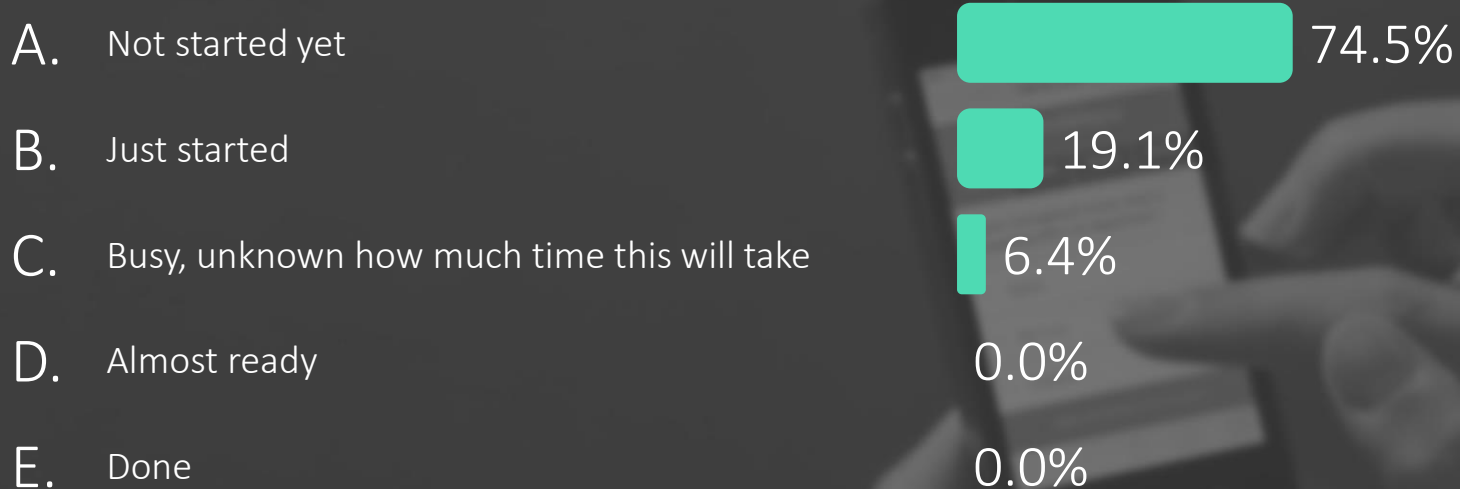 A. Not started yet 74.5%
B. Just started 19.1%
C. Busy, unknown how much time this will take 6.4%
D. Almost ready 0.0%
E. Done 0.0%